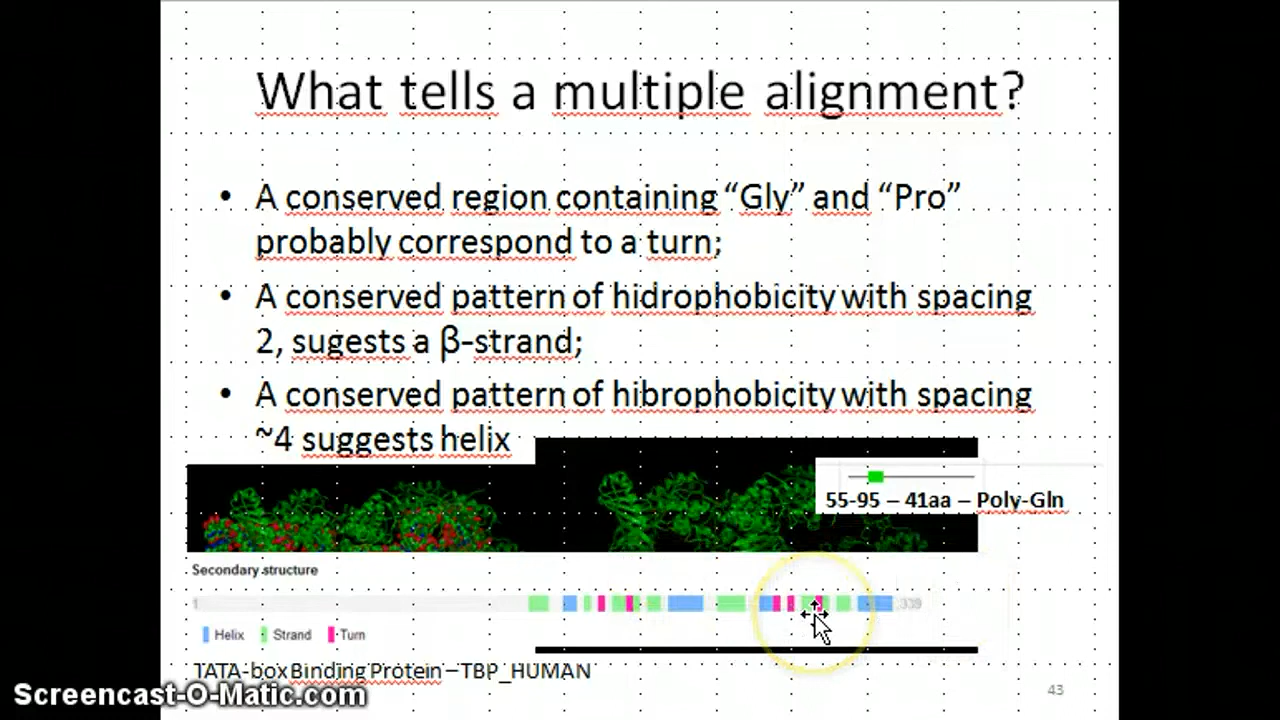 What tells a multiple alignment?
• A conserved region containing “Gly” and “Pro”
probably correspond to a turn;
• A conserved pattern of hidrophobicity with spacing
2, sugests a β-strand;
• A conserved pattern of hibrophobicity with spacing
~4 suggests helix
55-95 – 41aa – Poly-Gln
Secondary structure
1 339
Helix Strand Turn
TATA-box Binding Protein – TBP_HUMAN
Screencast-O-Matic.com
43